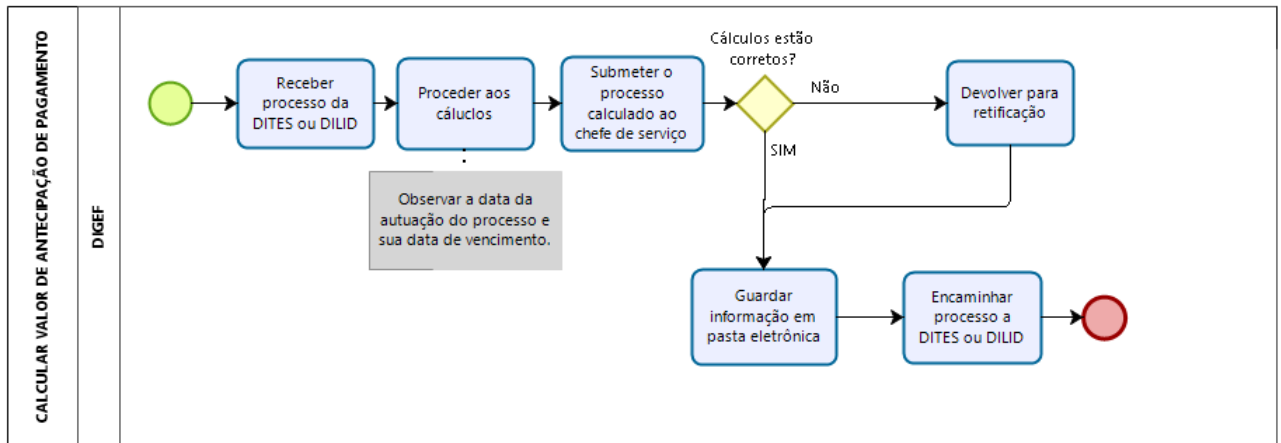 CALCULAR VALOR DE ANTECIPAÇÃO DE PAGAMENTO
DIGEF
Receber
processo da
DITES ou DILID
Proceder aos
cáluclos
Observar a data da
autuação do processo e
sua data de vencimento.
Submeter o
processo
calculado ao
chefe de serviço
Cálculos estão
corretos?
Não
SIM
Devolver para
retificação
Guardar
informação em
pasta eletrônica
Encaminhar
processo a
DITES ou DILID